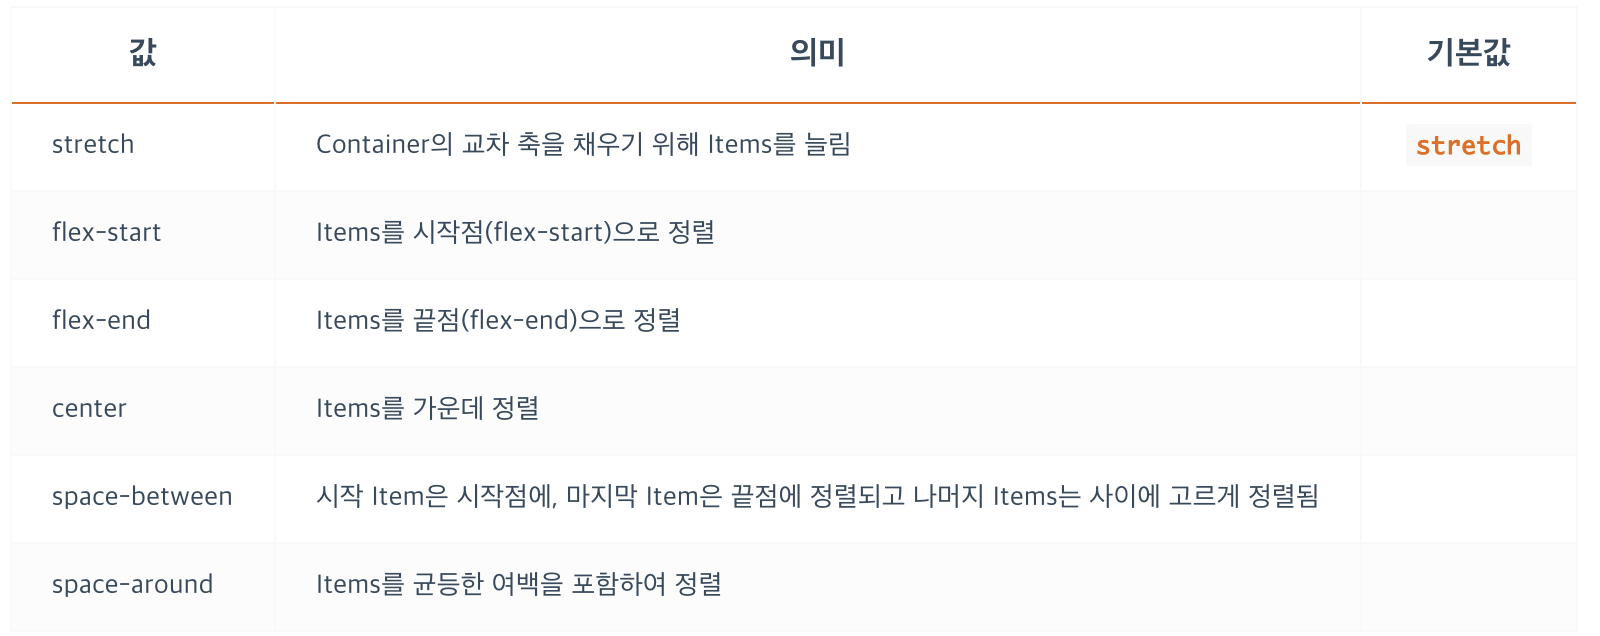 값 의미 기본값
stretch Container의 교차 축을 채우기 위해 Items를 늘림 stretch
flex-start Items를 시작점(flex-start)으로 정렬
flex-end Items를 끝점(flex-end)으로 정렬
center Items를 가운데 정렬
space-between 시작 Item은 시작점에, 마지막 Item은 끝점에 정렬되고 나머지 Items는 사이에 고르게 정렬됨
space-around Items를 균등한 여백을 포함하여 정렬